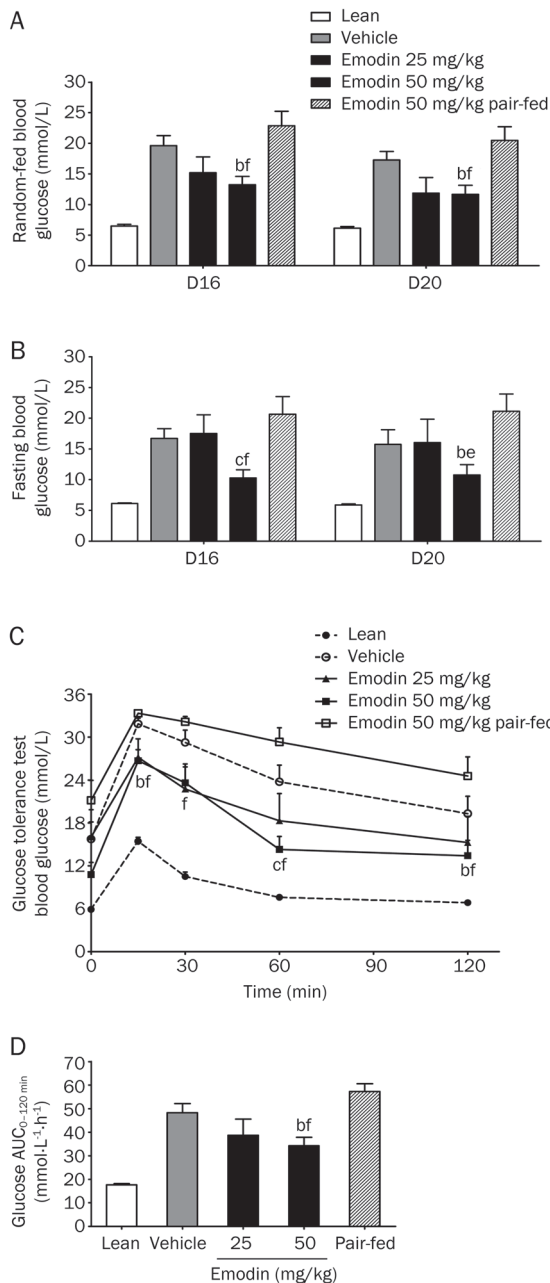 A
Lean
Vehicle
Emodin 25 mg/kg
Emodin 50 mg/kg
Emodin 50 mg/kg pair-fed
Random-fed blood
glucose (mmol/L)
30
25
20
15
10
5
0
bf
bf
D16
D20
B
Fasting blood
glucose (mmol/L)
30
25
20
15
10
5
0
cf
be
D16
D20
C
Lean
Vehicle
Emodin 25 mg/kg
Emodin 50 mg/kg
Emodin 50 mg/kg pair-fed
Glucose tolerance test
blood glucose (mmol/L)
36
30
24
18
12
6
0
bf
f
cf
bf
0
30
60
90
120
Time (min)
D
Glucose AUC0–120 min
(mmol·L-1·h-1)
70
60
50
40
30
20
10
0
bf
Lean
Vehicle
25
50
Pair-fed
Emodin (mg/kg)